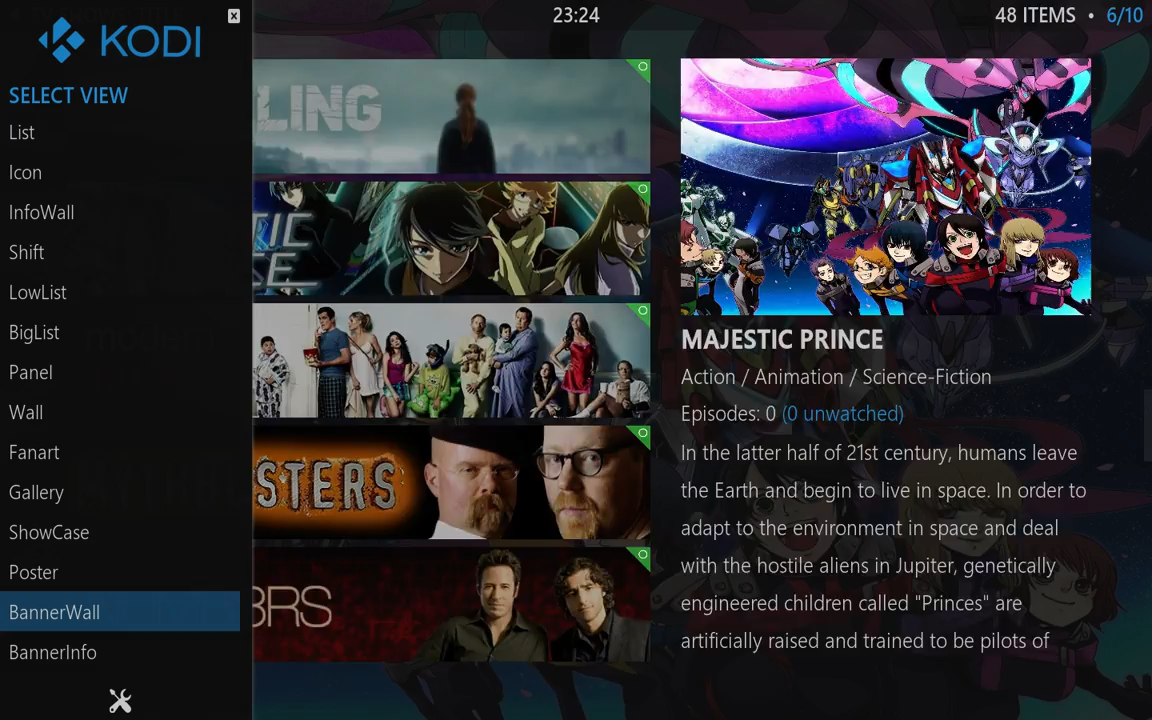 KODI
SELECT VIEW
List
Icon
InfoWall
Shift
LowList
BigList
Panel
Wall
Fanart
Gallery
ShowCase
Poster
BannerWall
BannerInfo
23:24
48 ITEMS • 6/10
LING
TIC
SE
STERS
BRS
MAJESTIC PRINCE
Action / Animation / Science-Fiction
Episodes: 0 (0 unwatched)
In the latter half of 21st century, humans leave
the Earth and begin to live in space. In order to
adapt to the environment in space and deal
with the hostile aliens in Jupiter, genetically
engineered children called "Princes" are
artificially raised and trained to be pilots of